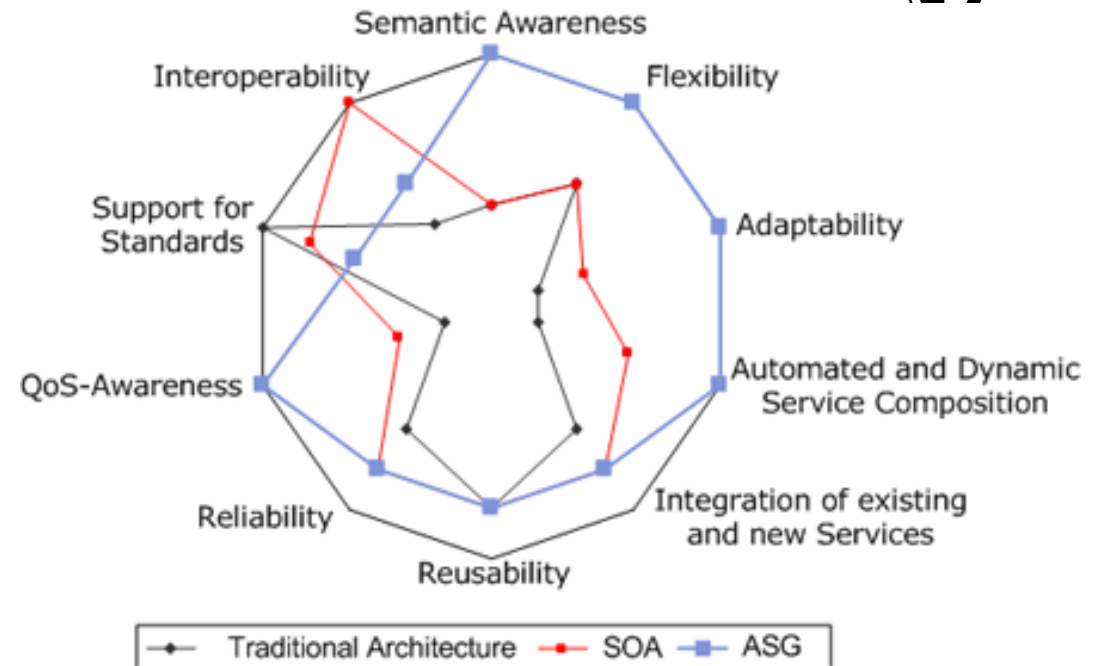 Semantic Awareness
Interoperability
Flexibility
Support for
Standards
Adaptability
QoS-Awareness
Automated and Dynamic
Service Composition
Reliability
Integration of existing
and new Services
Reusability
Traditional Architecture SOA ASG